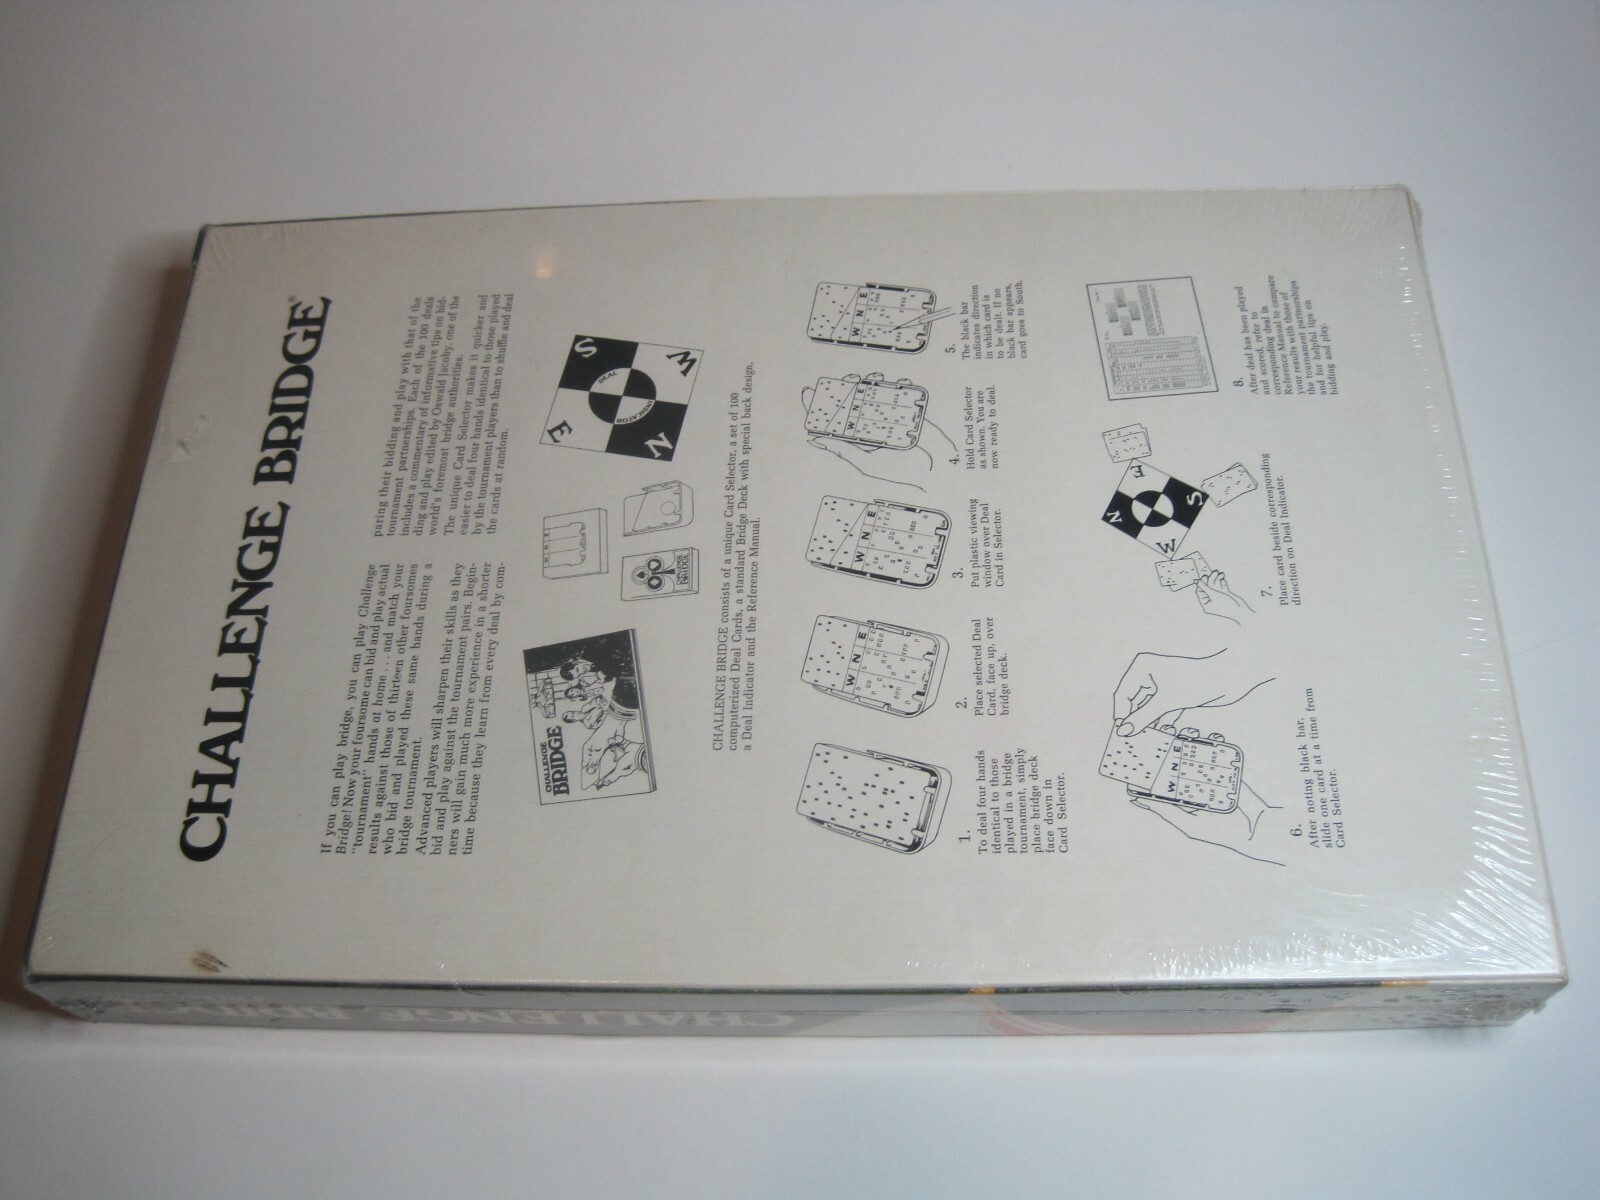 CHALLENGE BRIDGE®
If you can play bridge, you can play Challenge
Bridge! Now your foursome can bid and play actual
"tournament" hands at home . . . and match your
results against those of thirteen other foursomes
who bid and played these same hands during a
bridge tournament.
Advanced players will sharpen their skills as they
bid and play against the tournament pairs. Begin-
ners will gain much more experience in a shorter
time because they learn from every deal by com-
paring their bidding and play with that of the
tournament partnerships. Each of the 100 deals
includes a commentary of informative tips on bid-
ding and play edited by Oswald Jacoby, one of the
world's foremost bridge authorities.
The unique Card Selector makes it quicker and
easier to deal four hands identical to those played
by the tournament players than to shuffle and deal
the cards at random.
CHALLENGE
BRIDGE
W N E
CHALLENGE
BRIDGE
E
S
DEAL
INDICATOR
N
W
CHALLENGE BRIDGE consists of a unique Card Selector, a set of 100
computerized Deal Cards, a standard Bridge Deck with special back design,
a Deal Indicator and the Reference Manual.
1.
To deal four hands
identical to those
played in a bridge
tournament, simply
place bridge deck
face down in
Card Selector.
W N E
2.
Place selected Deal
Card, face up, over
bridge deck.
W N E
3.
Put plastic viewing
window over Deal
Card in Selector.
W N E
4.
Hold Card Selector
as shown. You are
now ready to deal.
W N E
5.
The black bar
indicates direction
in which card is
to be dealt. If no
black bar appears,
card goes to South.
W N E
6.
After noting black bar,
slide one card at a time from
Card Selector.
N
E
W
S
7.
Place card beside corresponding
direction on Deal Indicator.
8.
After deal has been played
and scored, refer to
corresponding deal in
Reference Manual to compare
your results with those of
the tournament partnerships
and for helpful tips on
bidding and play.
CHALLENGE BRIDGE